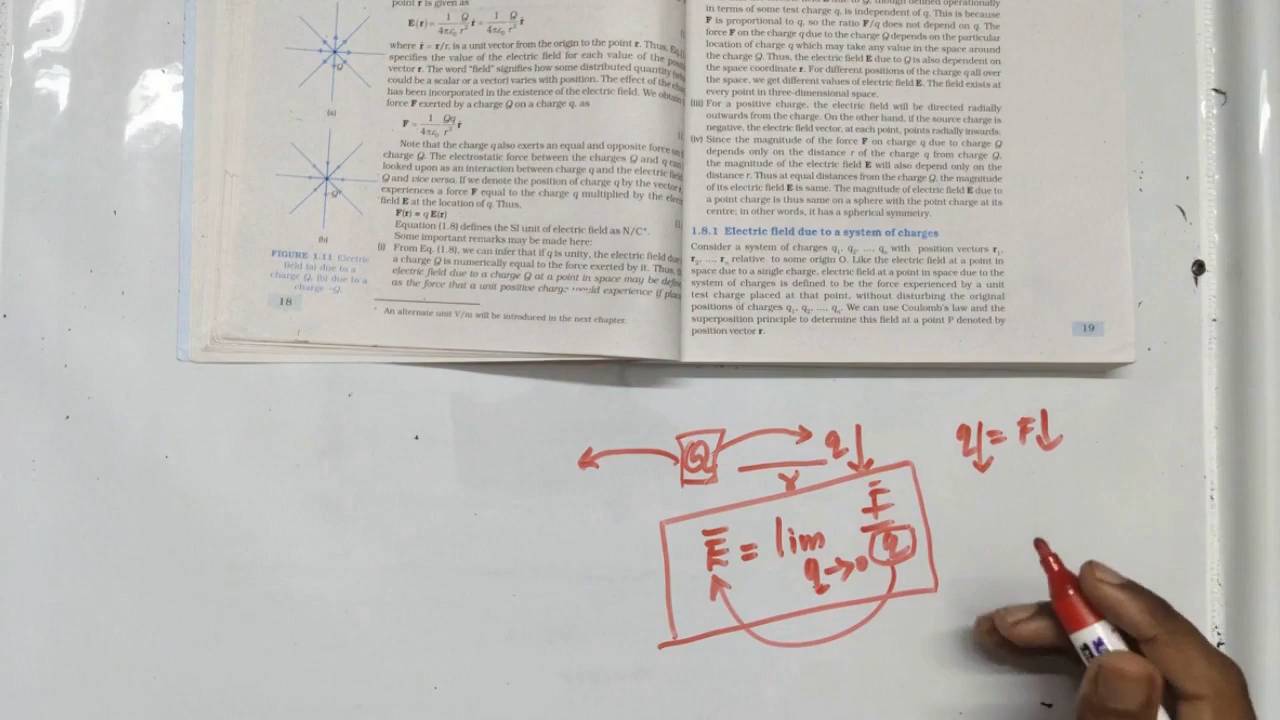 point r is given as
E(r) = 1/4πε₀ Q/r² r̂ = 1/4πε₀ Q/r² r̂
where r̂ = r/r, is a unit vector from the origin to the point r. Thus, Eq.
specifies the value of the electric field for each value of the
vector r. The word "field" signifies how some distributed quantity
could be a scalar or a vector) varies with position. The effect of the
has been incorporated in the existence of the electric field. We obtain
force F exerted by a charge Q on a charge q, as
F = 1/4πε₀ Qq/r² r̂
Note that the charge q also exerts an equal and opposite force on
charge Q. The electrostatic force between the charges Q and q can
looked upon as an interaction between charge q and the electric
Q and vice versa. If we denote the position of charge q by the vector
experiences a force F equal to the charge q multiplied by the
field E at the location of q. Thus,
F(r) = q E(r)
Equation (1.8) defines the SI unit of electric field as N/C*.
Some important remarks may be made here:
(i) From Eq. (1.8), we can infer that if q is unity, the electric field due
a charge Q is numerically equal to the force exerted by it. Thus,
electric field due to a charge Q at a point in space may be
as the force that a unit positive charge would experience if
* An alternate unit V/m will be introduced in the next chapter.
Q
(a)
Q
(b)
FIGURE 1.11 Electric
field (a) due to a
charge Q, (b) due to a
charge –Q.
18
in terms of some test charge q, is independent of q. This is because
F is proportional to q, so the ratio F/q does not depend on q. The
force F on the charge q due to the charge Q depends on the particular
location of charge q which may take any value in the space around
the charge Q. Thus, the electric field E due to Q is also dependent on
the space coordinate r. For different positions of the charge q all over
the space, we get different values of electric field E. The field exists at
every point in three-dimensional space.
(iii) For a positive charge, the electric field will be directed radially
outwards from the charge. On the other hand, if the source charge is
negative, the electric field vector, at each point, points radially inwards.
(iv) Since the magnitude of the force F on charge q due to charge Q
depends only on the distance r of the charge q from charge Q,
the magnitude of the electric field E will also depend only on the
distance r. Thus at equal distances from the charge Q, the magnitude
of its electric field E is same. The magnitude of electric field E due to
a point charge is thus same on a sphere with the point charge at its
centre; in other words, it has a spherical symmetry.
1.8.1 Electric field due to a system of charges
Consider a system of charges q₁, q₂, ..., qₙ with position vectors r₁,
r₂, ..., rₙ relative to some origin O. Like the electric field at a point in
space due to a single charge, electric field at a point in space due to the
system of charges is defined to be the force experienced by a unit
test charge placed at that point, without disturbing the original
positions of charges q₁, q₂, ..., qₙ. We can use Coulomb's law and the
superposition principle to determine this field at a point P denoted by
position vector r.
19
Q q↓ q↓ = F↓
r
E̅ = lim q→0 F̅/q